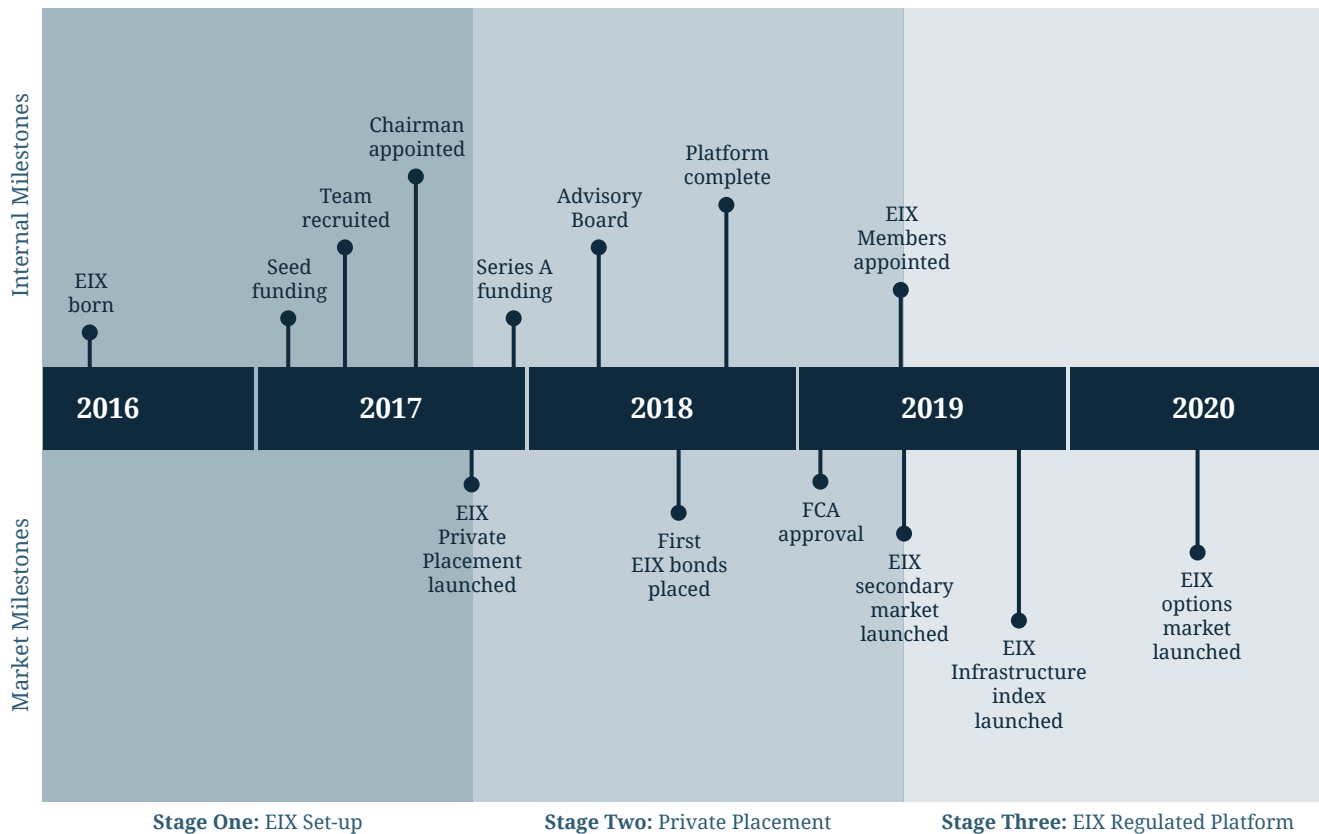 Internal Milestones
Chairman
appointed
Team
recruited
Seed
funding
EIX
born
Series A
funding
Advisory
Board
Platform
complete
EIX
Members
appointed
2016
2017
2018
2019
2020
Market Milestones
EIX
Private
Placement
launched
First
EIX bonds
placed
FCA
approval
EIX
secondary
market
launched
EIX
Infrastructure
index
launched
EIX
options
market
launched
Stage One: EIX Set-up
Stage Two: Private Placement
Stage Three: EIX Regulated Platform